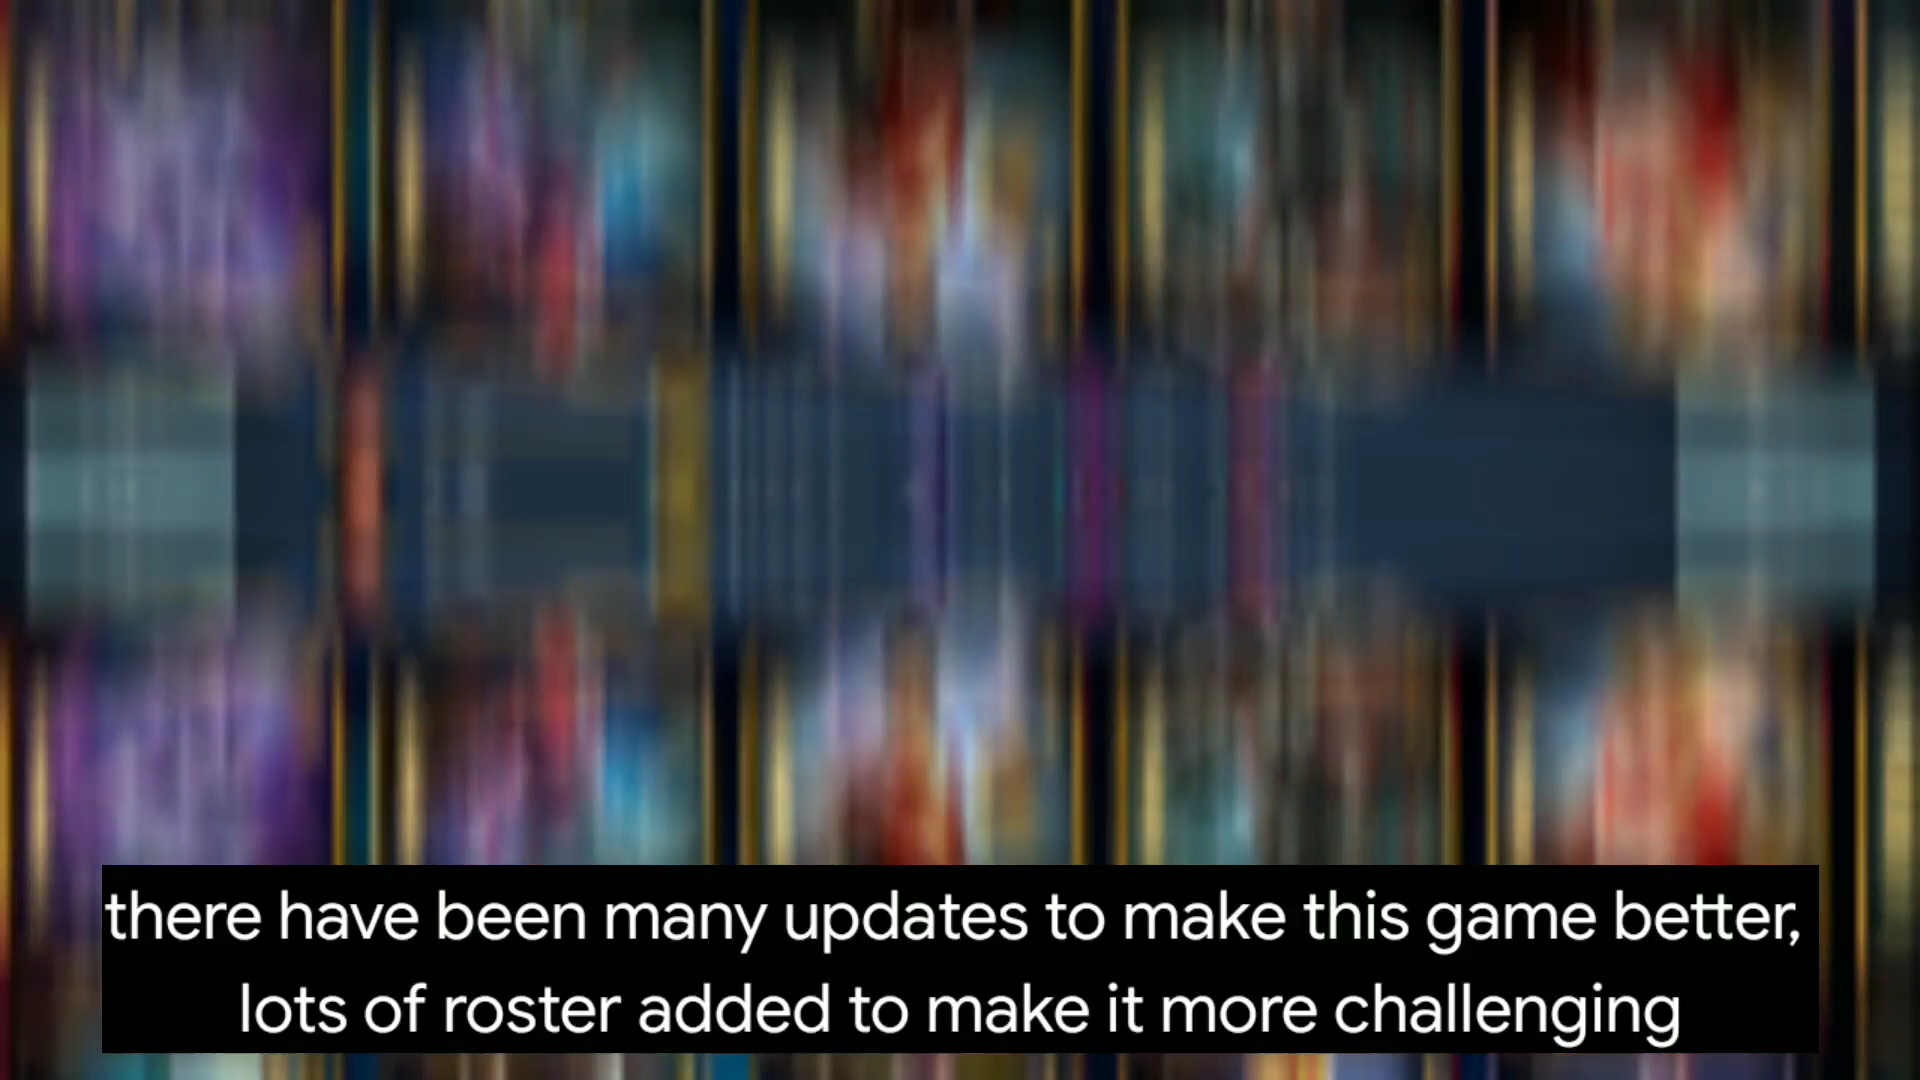 there have been many updates to make this game better,
lots of roster added to make it more challenging